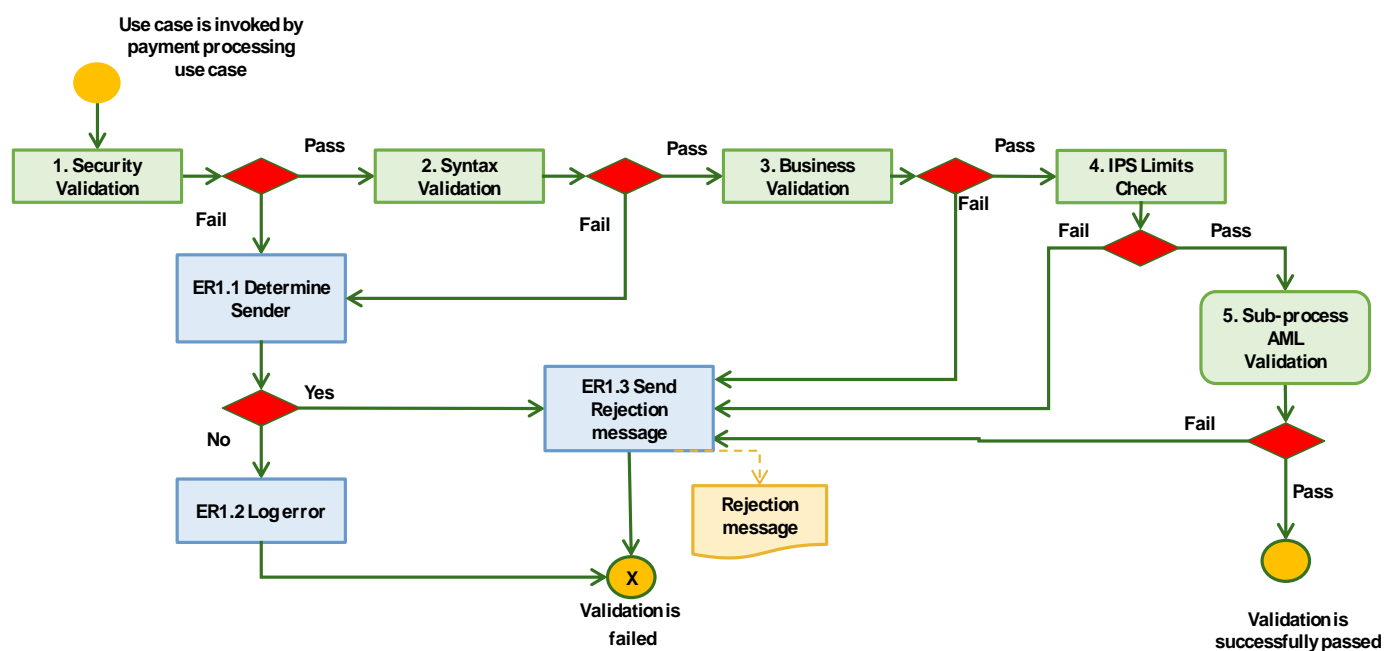 Use case is invoked by
payment processing
use case
1. Security
Validation
Pass
2. Syntax
Validation
Pass
3. Business
Validation
Pass
4. IPS Limits
Check
Fail
Fail
Fail
Fail
Pass
ER1.1 Determine
Sender
5. Sub-process
AML
Validation
Yes
ER1.3 Send
Rejection
message
Fail
No
Pass
ER1.2 Log error
Rejection
message
X
Validation is
failed
Validation is
successfully passed